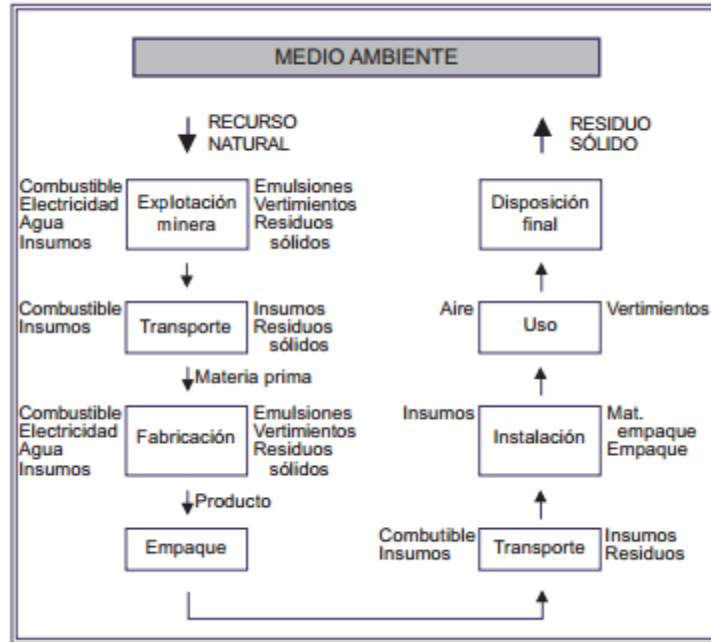 MEDIO AMBIENTE
RECURSO
NATURAL
Combustible
Electricidad
Agua
Insumos
Explotación
minera
Emulsiones
Vertimientos
Residuos
sólidos
Combustible
Insumos
Transporte
Insumos
Residuos
sólidos
Materia prima
Combustible
Electricidad
Agua
Insumos
Fabricación
Emulsiones
Vertimientos
Residuos
sólidos
Producto
Empaque
Combutible
Insumos
Transporte
Insumos
Residuos
Insumos
Instalación
Mat.
empaque
Empaque
Aire
Uso
Vertimientos
Disposición
final
RESIDUO
SÓLIDO